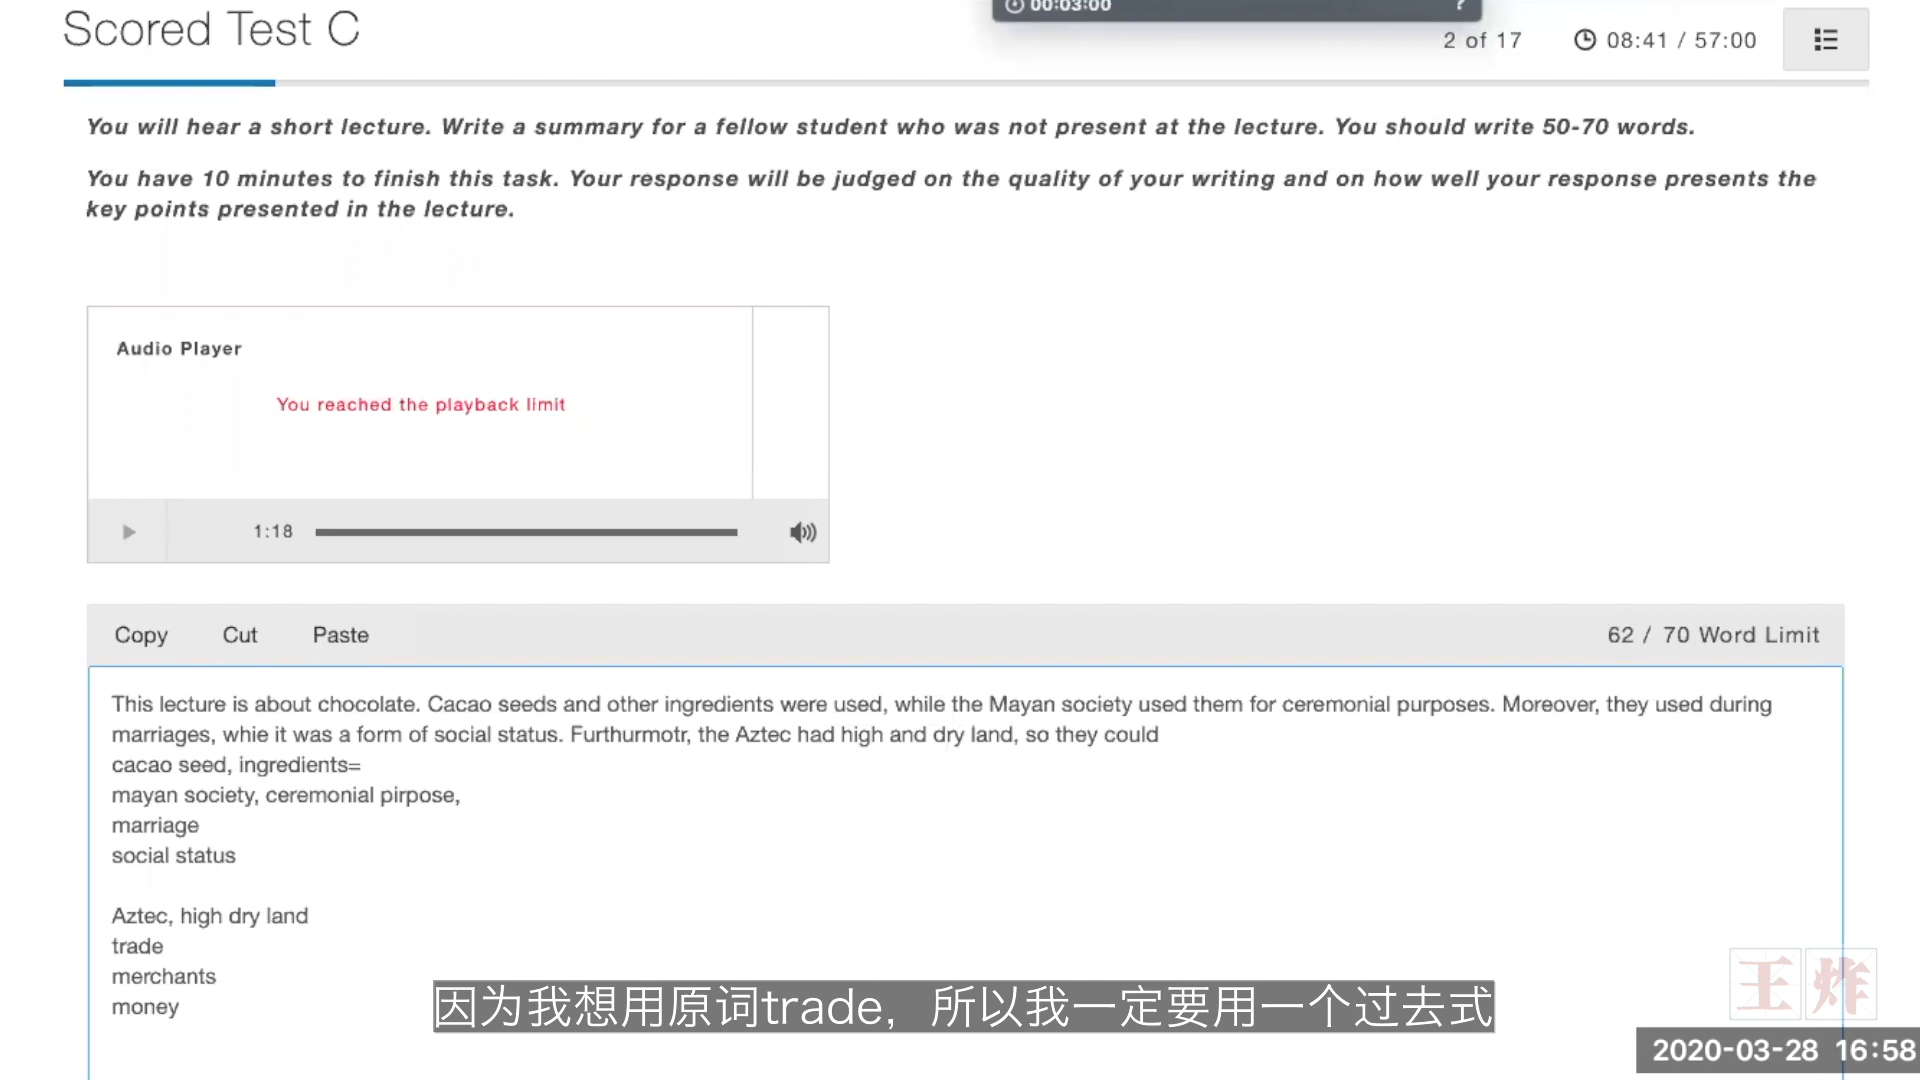 Scored Test C
00:03:00 ?
2 of 17
08:41 / 57:00
You will hear a short lecture. Write a summary for a fellow student who was not present at the lecture. You should write 50-70 words.
You have 10 minutes to finish this task. Your response will be judged on the quality of your writing and on how well your response presents the
key points presented in the lecture.
Audio Player
You reached the playback limit
1:18
Copy Cut Paste
62 / 70 Word Limit
This lecture is about chocolate. Cacao seeds and other ingredients were used, while the Mayan society used them for ceremonial purposes. Moreover, they used during
marriages, whie it was a form of social status. Furthurmotr, the Aztec had high and dry land, so they could
cacao seed, ingredients=
mayan society, ceremonial pirpose,
marriage
social status
Aztec, high dry land
trade
merchants
money
因为我想用原词trade，所以我一定要用一个过去式
王炸
2020-03-28 16:58